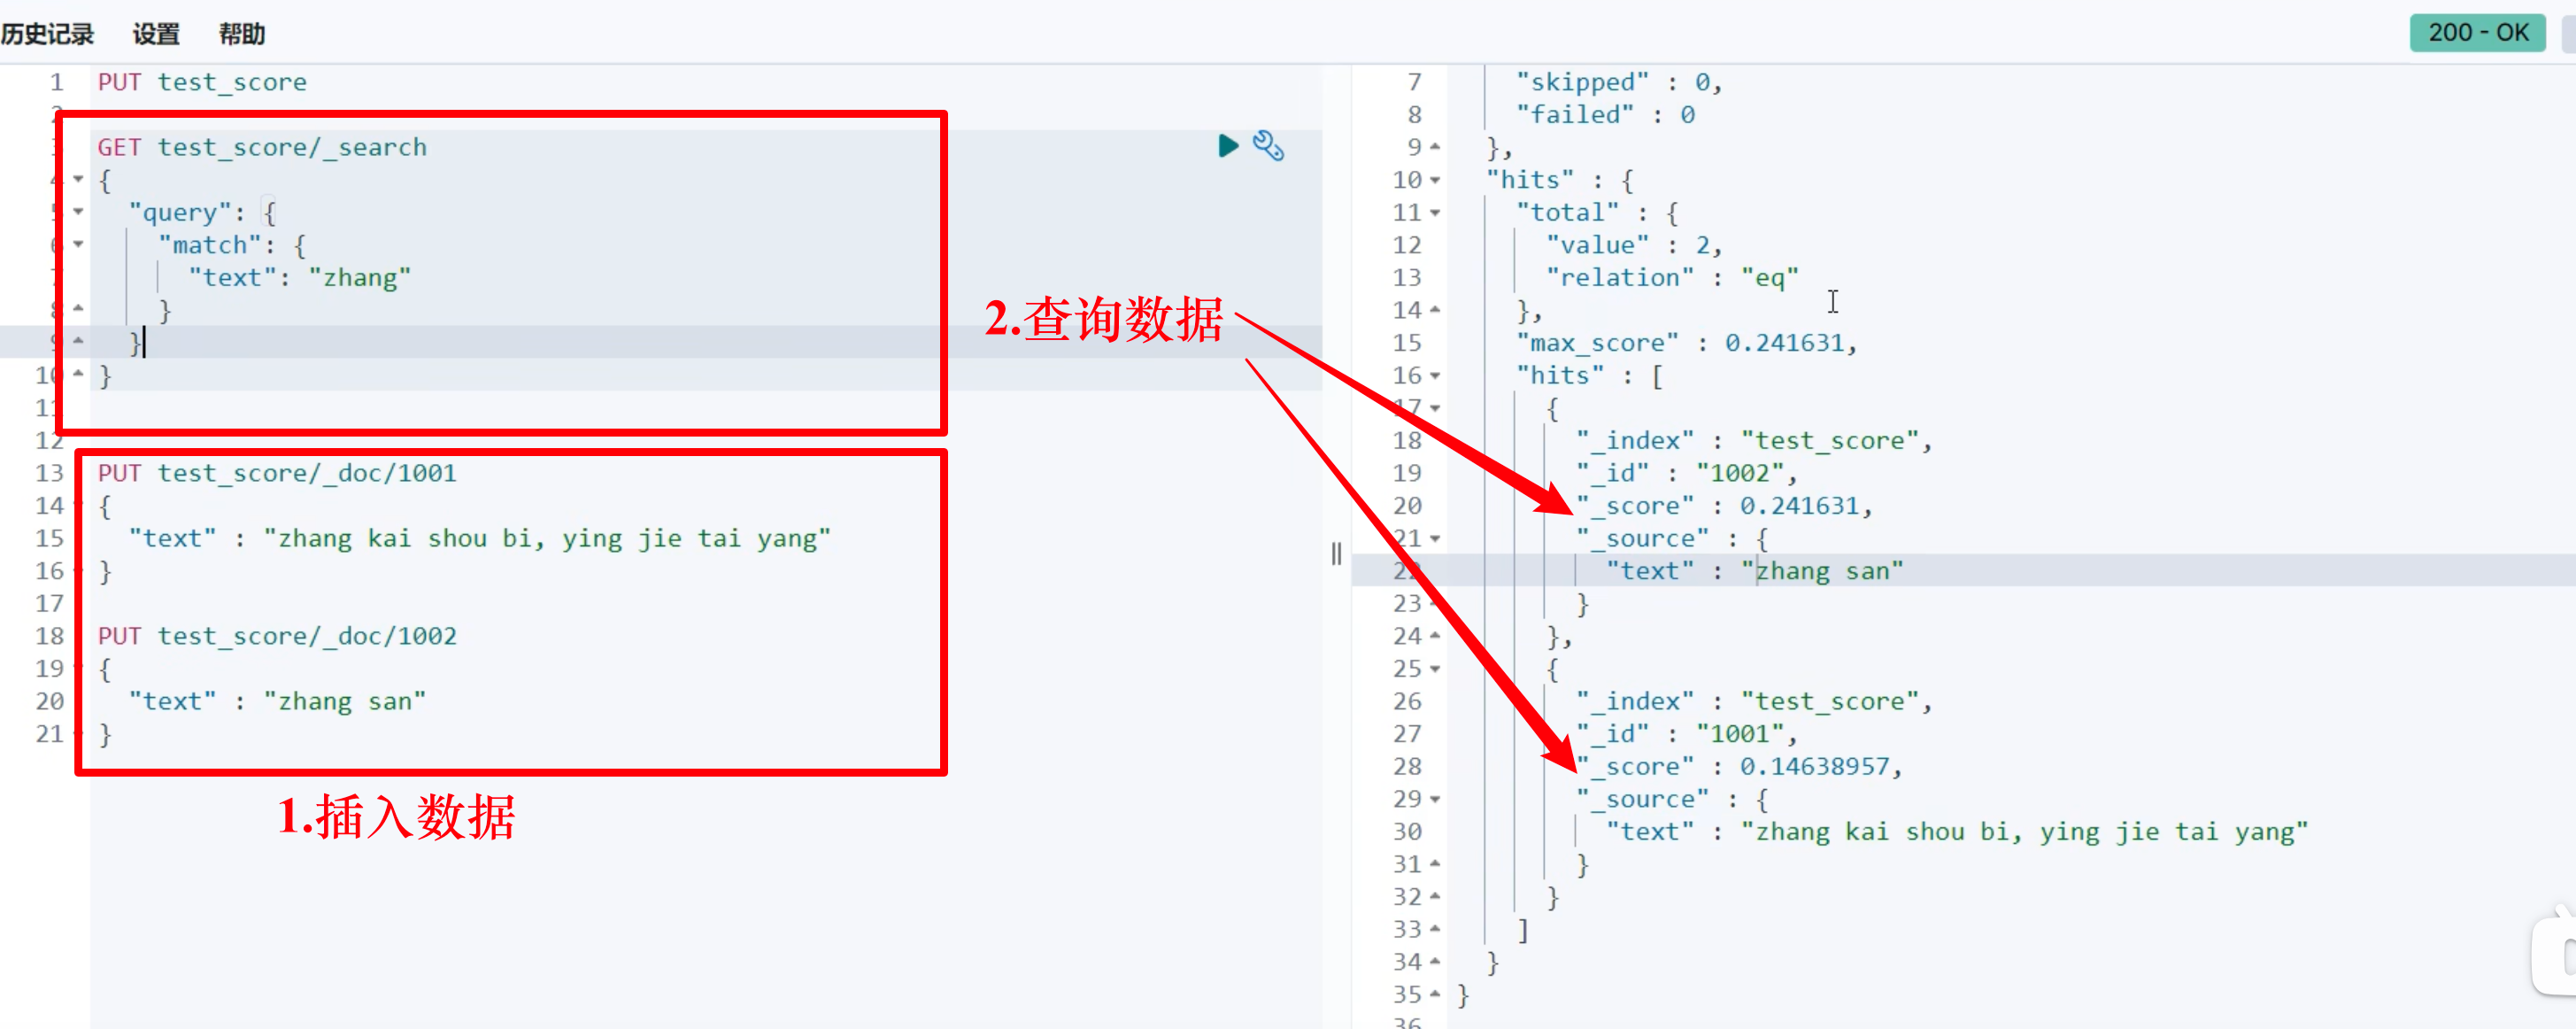 历史记录 设置 帮助
200 - OK
1 PUT test_score
2
3 GET test_score/_search
4 {
5 "query": {
6 "match": {
7 "text": "zhang"
8 }
9 }
10 }
11
12
13 PUT test_score/_doc/1001
14 {
15 "text" : "zhang kai shou bi, ying jie tai yang"
16 }
17
18 PUT test_score/_doc/1002
19 {
20 "text" : "zhang san"
21 }
1.插入数据
2.查询数据
7 "skipped" : 0,
8 "failed" : 0
9 },
10 "hits" : {
11 "total" : {
12 "value" : 2,
13 "relation" : "eq"
14 },
15 "max_score" : 0.241631,
16 "hits" : [
17 {
18 "_index" : "test_score",
19 "_id" : "1002",
20 "_score" : 0.241631,
21 "_source" : {
22 "text" : "zhang san"
23 }
24 },
25 {
26 "_index" : "test_score",
27 "_id" : "1001",
28 "_score" : 0.14638957,
29 "_source" : {
30 "text" : "zhang kai shou bi, ying jie tai yang"
31 }
32 }
33 ]
34 }
35 }
36